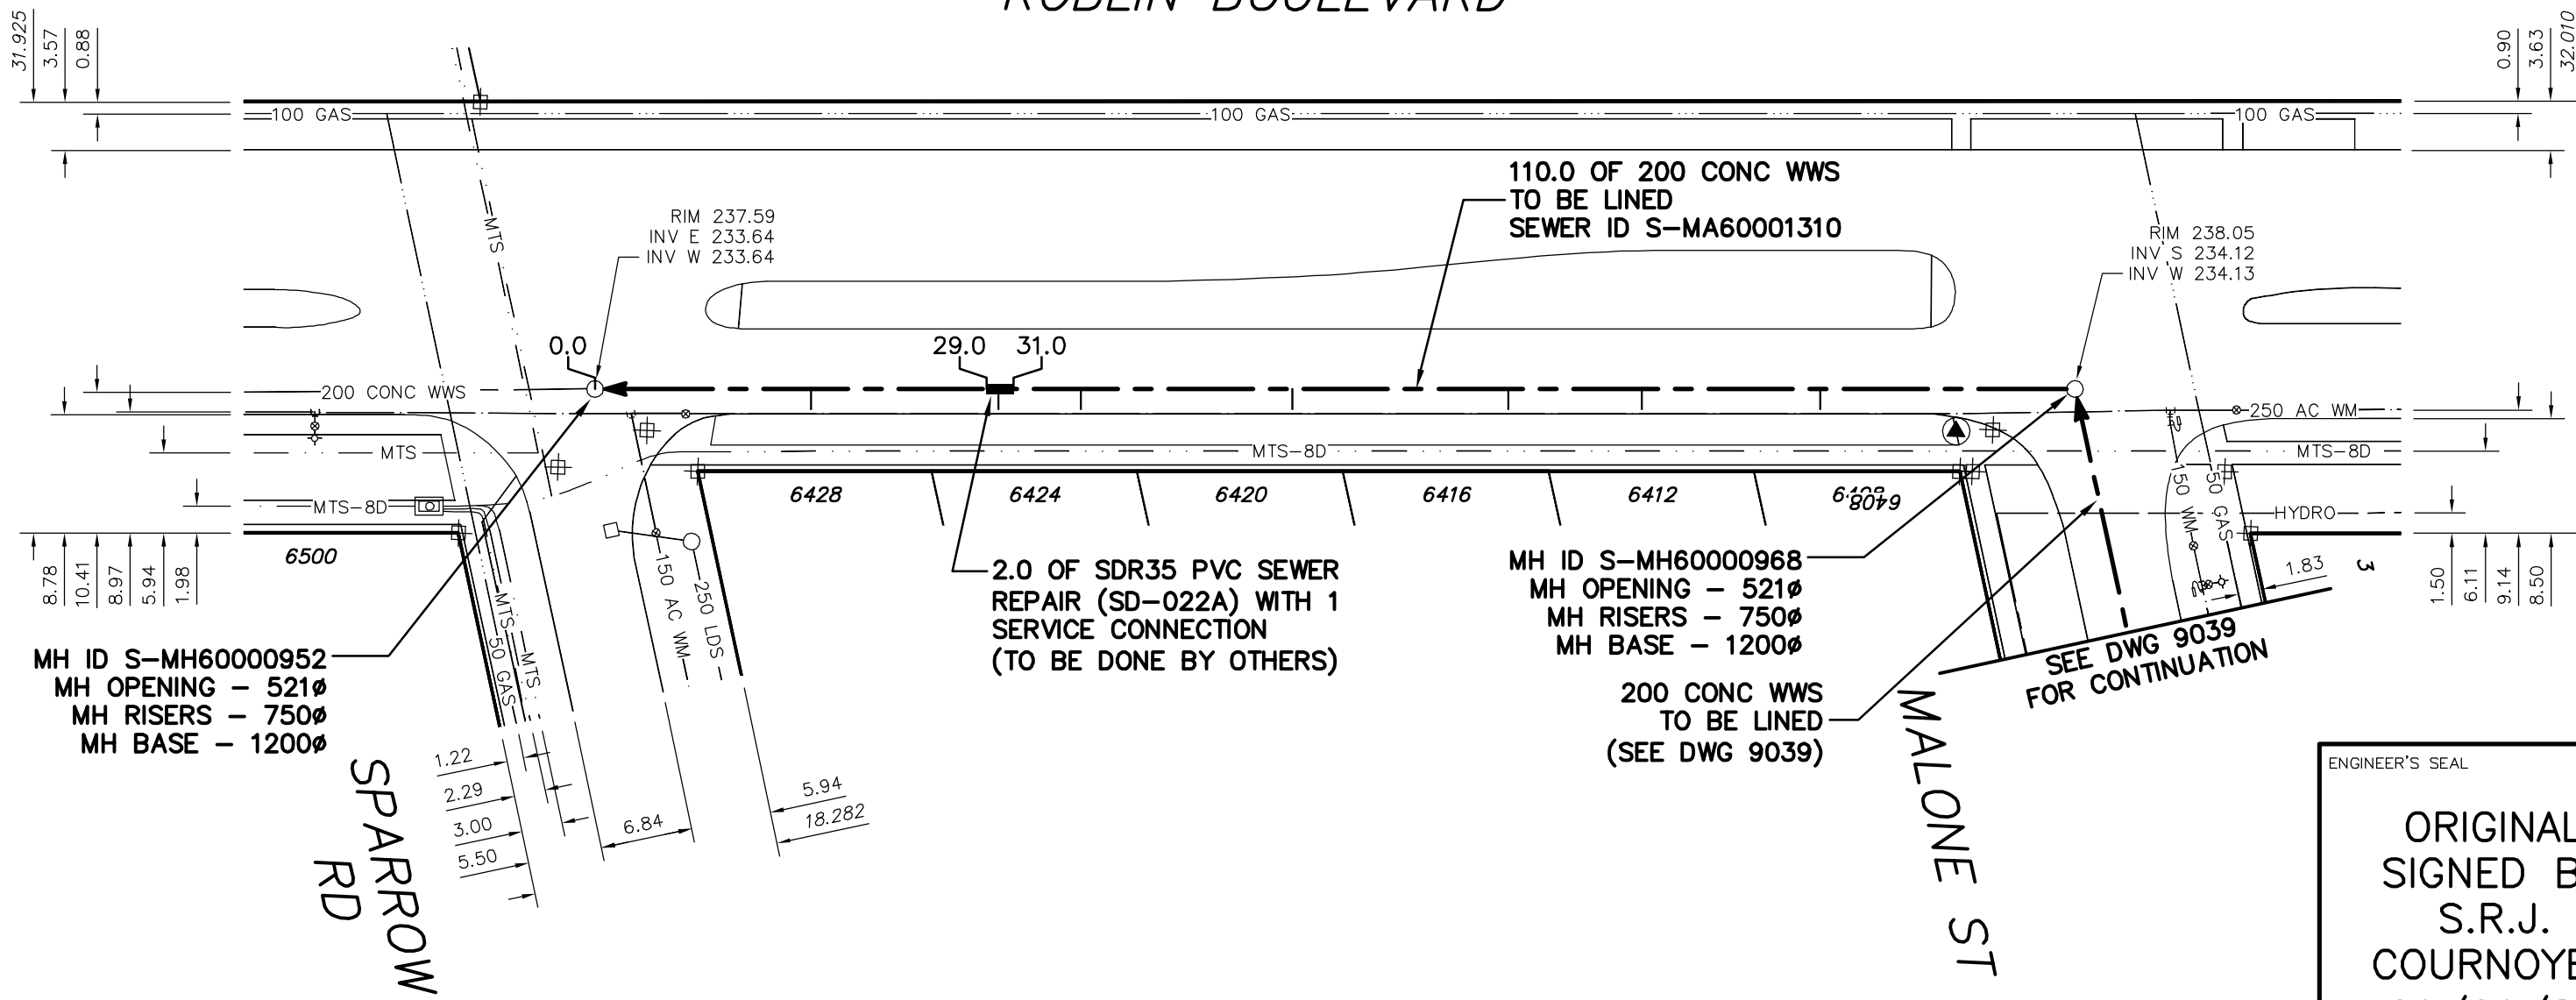 ROBLIN BOULEVARD
31.925
3.57
0.88
0.90
3.63
32.010
100 GAS
100 GAS
100 GAS
110.0 OF 200 CONC WWS
TO BE LINED
SEWER ID S-MA60001310
MTS
RIM 237.59
INV E 233.64
INV W 233.64
RIM 238.05
INV S 234.12
INV W 234.13
0.0
29.0
31.0
200 CONC WWS
250 AC WM
MTS
MTS-8D
MTS-8D
MTS-8D
HYDRO
6500
6428
6424
6420
6416
6412
6408
3
150 WM
50 GAS
1.83
8.78
10.41
8.97
5.94
1.98
1.50
6.11
9.14
8.50
150 AC WM
250 LDS
MTS
MTS
50 GAS
2.0 OF SDR35 PVC SEWER
REPAIR (SD-022A) WITH 1
SERVICE CONNECTION
(TO BE DONE BY OTHERS)
MH ID S-MH60000968
MH OPENING - 521ø
MH RISERS - 750ø
MH BASE - 1200ø
MH ID S-MH60000952
MH OPENING - 521ø
MH RISERS - 750ø
MH BASE - 1200ø
200 CONC WWS
TO BE LINED
(SEE DWG 9039)
SEE DWG 9039
FOR CONTINUATION
1.22
2.29
3.00
5.50
6.84
5.94
18.282
SPARROW
RD
MALONE ST
ENGINEER'S SEAL
ORIGINAL
SIGNED B
S.R.J.
COURNOYE